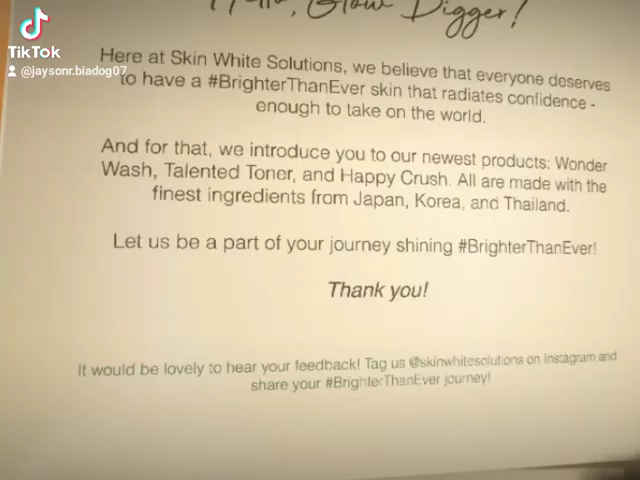 TikTok
@jaysonr.biadog07
Hello, Glow Digger!
Here at Skin White Solutions, we believe that everyone deserves
to have a #BrighterThanEver skin that radiates confidence -
enough to take on the world.
And for that, we introduce you to our newest products: Wonder
Wash, Talented Toner, and Happy Crush. All are made with the
finest ingredients from Japan, Korea, and Thailand.
Let us be a part of your journey shining #BrighterThanEver!
Thank you!
It would be lovely to hear your feedback! Tag us @skinwhitesolutions on Instagram and
share your #BrighterThanEver journey!